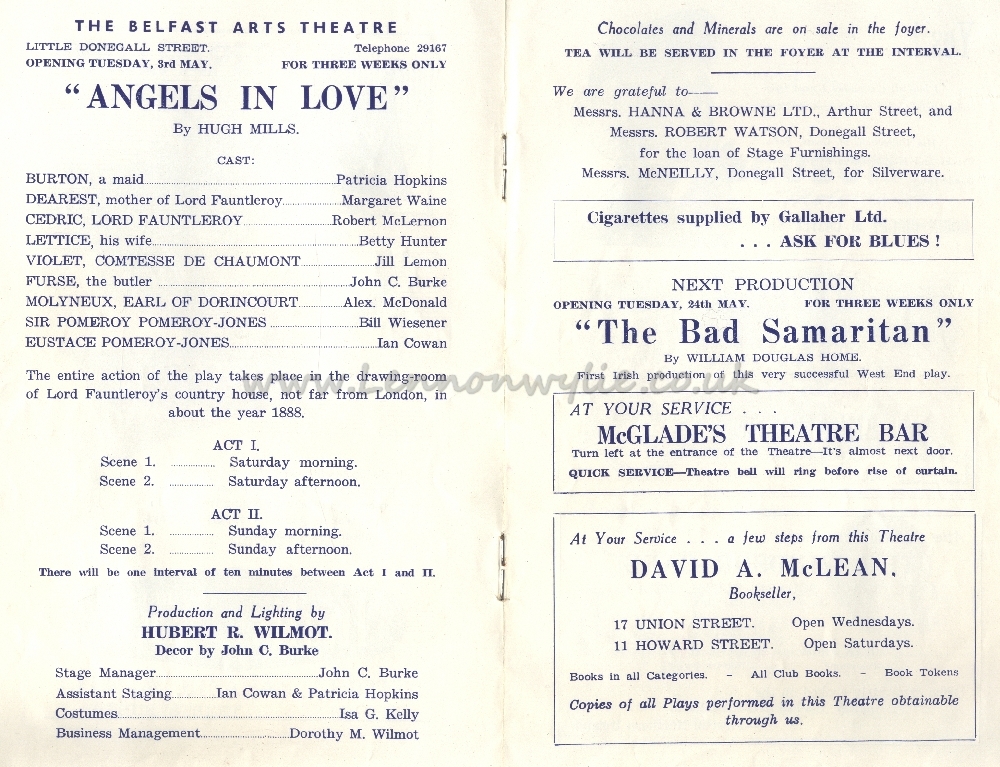 THE BELFAST ARTS THEATRE
LITTLE DONEGALL STREET. Telephone 29167
OPENING TUESDAY, 3rd MAY. FOR THREE WEEKS ONLY
"ANGELS IN LOVE"
By HUGH MILLS.
CAST:
BURTON, a maid Patricia Hopkins
DEAREST, mother of Lord Fauntleroy Margaret Waine
CEDRIC, LORD FAUNTLEROY Robert McLernon
LETTICE, his wife Betty Hunter
VIOLET, COMTESSE DE CHAUMONT Jill Lemon
FURSE, the butler John C. Burke
MOLYNEUX, EARL OF DORINCOURT Alex. McDonald
SIR POMEROY POMEROY-JONES Bill Wiesener
EUSTACE POMEROY-JONES Ian Cowan
The entire action of the play takes place in the drawing-room
of Lord Fauntleroy's country house, not far from London, in
about the year 1888.
ACT I.
Scene 1. Saturday morning.
Scene 2. Saturday afternoon.
ACT II.
Scene 1. Sunday morning.
Scene 2. Sunday afternoon.
There will be one interval of ten minutes between Act I and II.
Production and Lighting by
HUBERT R. WILMOT.
Decor by John C. Burke
Stage Manager John C. Burke
Assistant Staging Ian Cowan & Patricia Hopkins
Costumes Isa G. Kelly
Business Management Dorothy M. Wilmot
Chocolates and Minerals are on sale in the foyer.
TEA WILL BE SERVED IN THE FOYER AT THE INTERVAL.
We are grateful to—
Messrs. HANNA & BROWNE LTD., Arthur Street, and
Messrs. ROBERT WATSON, Donegall Street,
for the loan of Stage Furnishings.
Messrs. McNEILLY, Donegall Street, for Silverware.
Cigarettes supplied by Gallaher Ltd.
. . . ASK FOR BLUES !
NEXT PRODUCTION
OPENING TUESDAY, 24th MAY. FOR THREE WEEKS ONLY
"The Bad Samaritan"
By WILLIAM DOUGLAS HOME.
First Irish production of this very successful West End play.
www.Lennonwylie.co.uk
AT YOUR SERVICE . . .
McGLADE'S THEATRE BAR
Turn left at the entrance of the Theatre—It's almost next door.
QUICK SERVICE—Theatre bell will ring before rise of curtain.
At Your Service . . . a few steps from this Theatre
DAVID A. McLEAN,
Bookseller,
17 UNION STREET. Open Wednesdays.
11 HOWARD STREET. Open Saturdays.
Books in all Categories. – All Club Books. – Book Tokens
Copies of all Plays performed in this Theatre obtainable
through us.